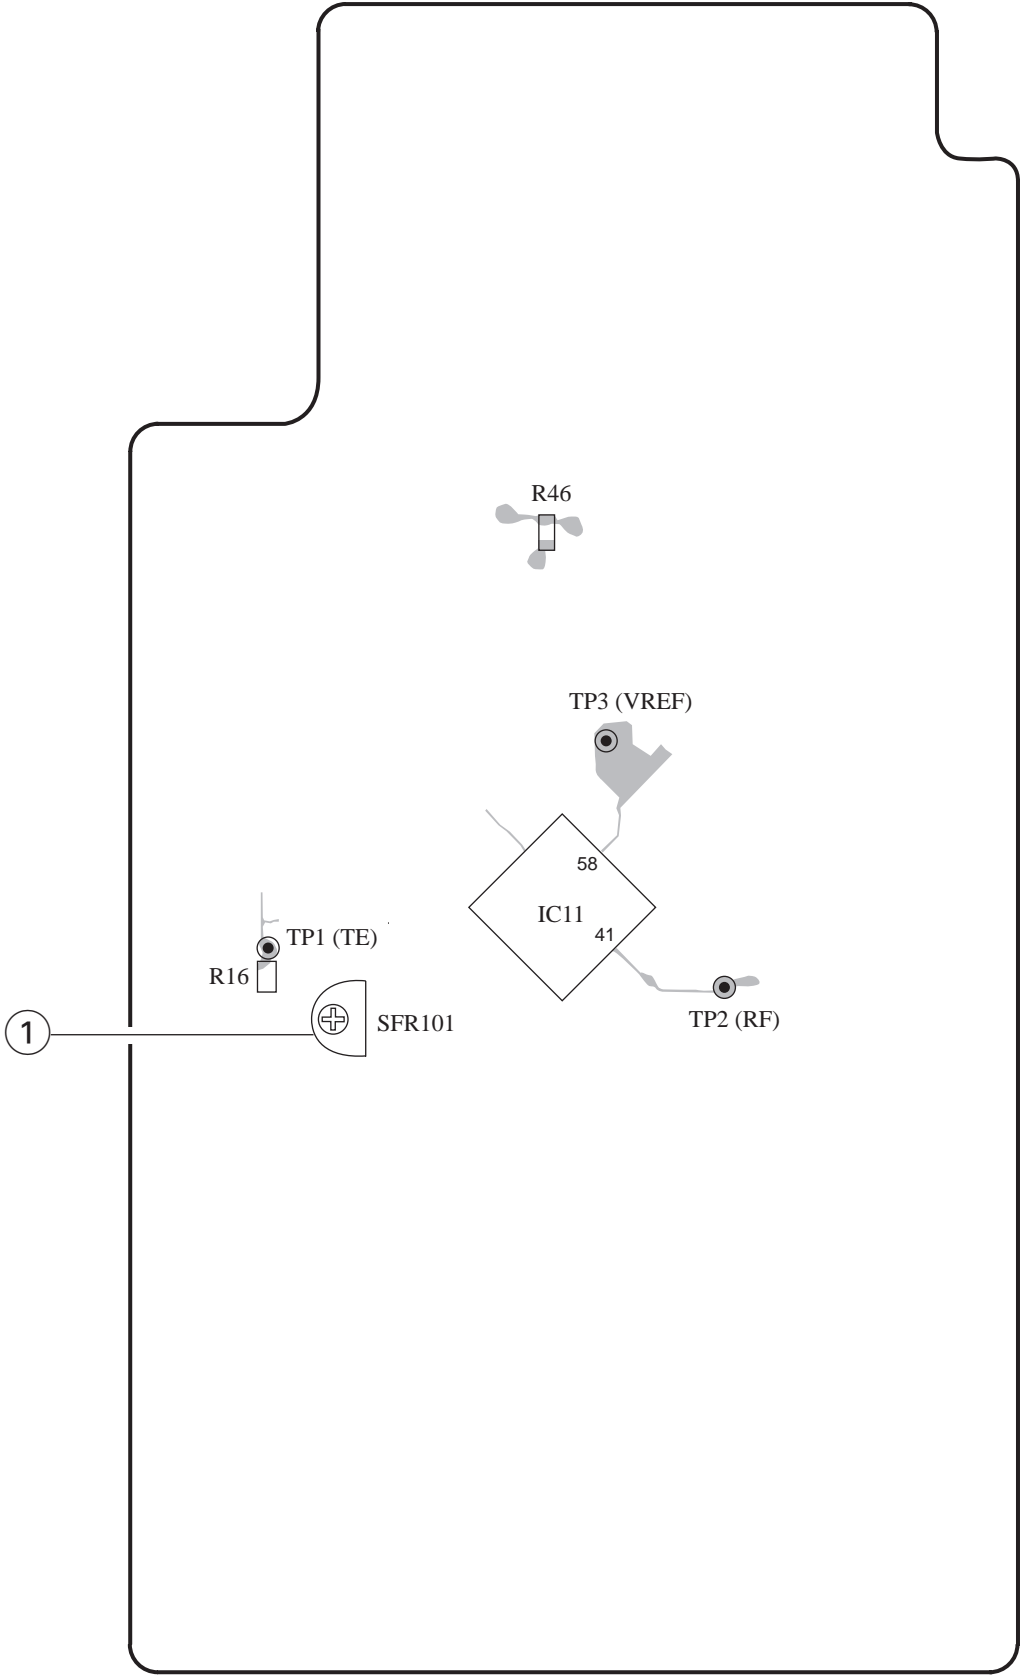 R46
TP3 (VREF)
58
IC11
41
TP1 (TE)
R16
TP2 (RF)
SFR101
1